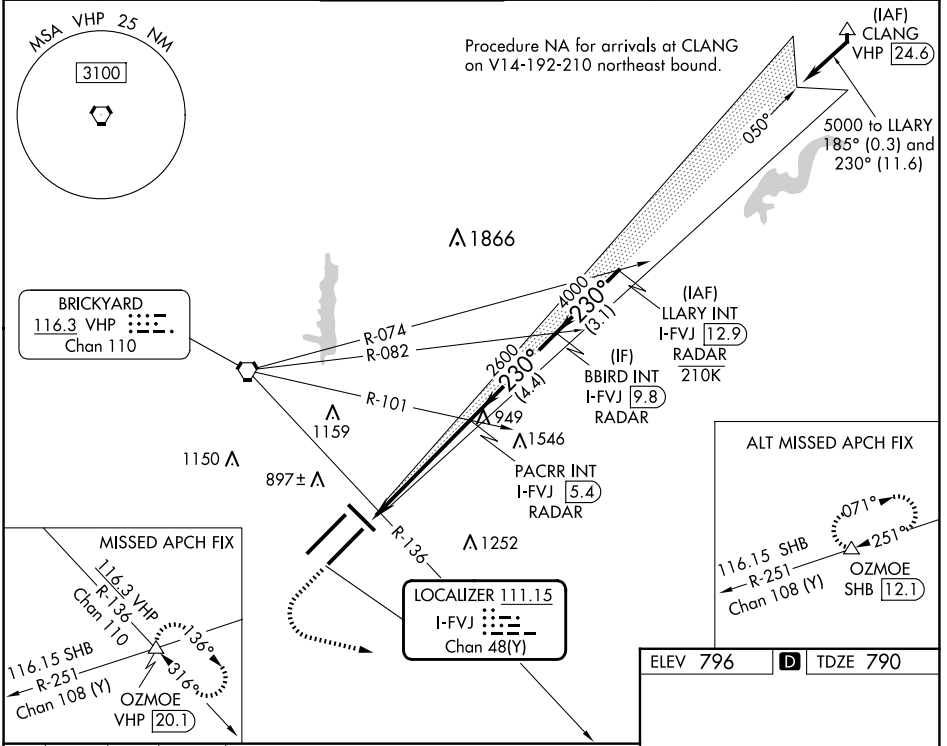 MSA VHP 25 NM
3100
Procedure NA for arrivals at CLANG
on V14-192-210 northeast bound.
(IAF)
CLANG
VHP 24.6
050°
5000 to LLARY
185° (0.3) and
230° (11.6)
1866
BRICKYARD
116.3 VHP
Chan 110
R-074
R-082
R-101
4000
230°
(3.1)
2600
230°
(4.4)
(IAF)
LLARY INT
I-FVJ 12.9
RADAR
210K
(IF)
BBIRD INT
I-FVJ 9.8
RADAR
949
1546
PACRR INT
I-FVJ 5.4
RADAR
1159
1150
897±
1252
R-136
LOCALIZER 111.15
I-FVJ
Chan 48(Y)
MISSED APCH FIX
116.3 VHP
R-136
Chan 110
116.15 SHB
R-251
Chan 108 (Y)
136°
316°
OZMOE
VHP 20.1
ALT MISSED APCH FIX
071°
251°
116.15 SHB
R-251
Chan 108 (Y)
OZMOE
SHB 12.1
ELEV 796 D TDZE 790